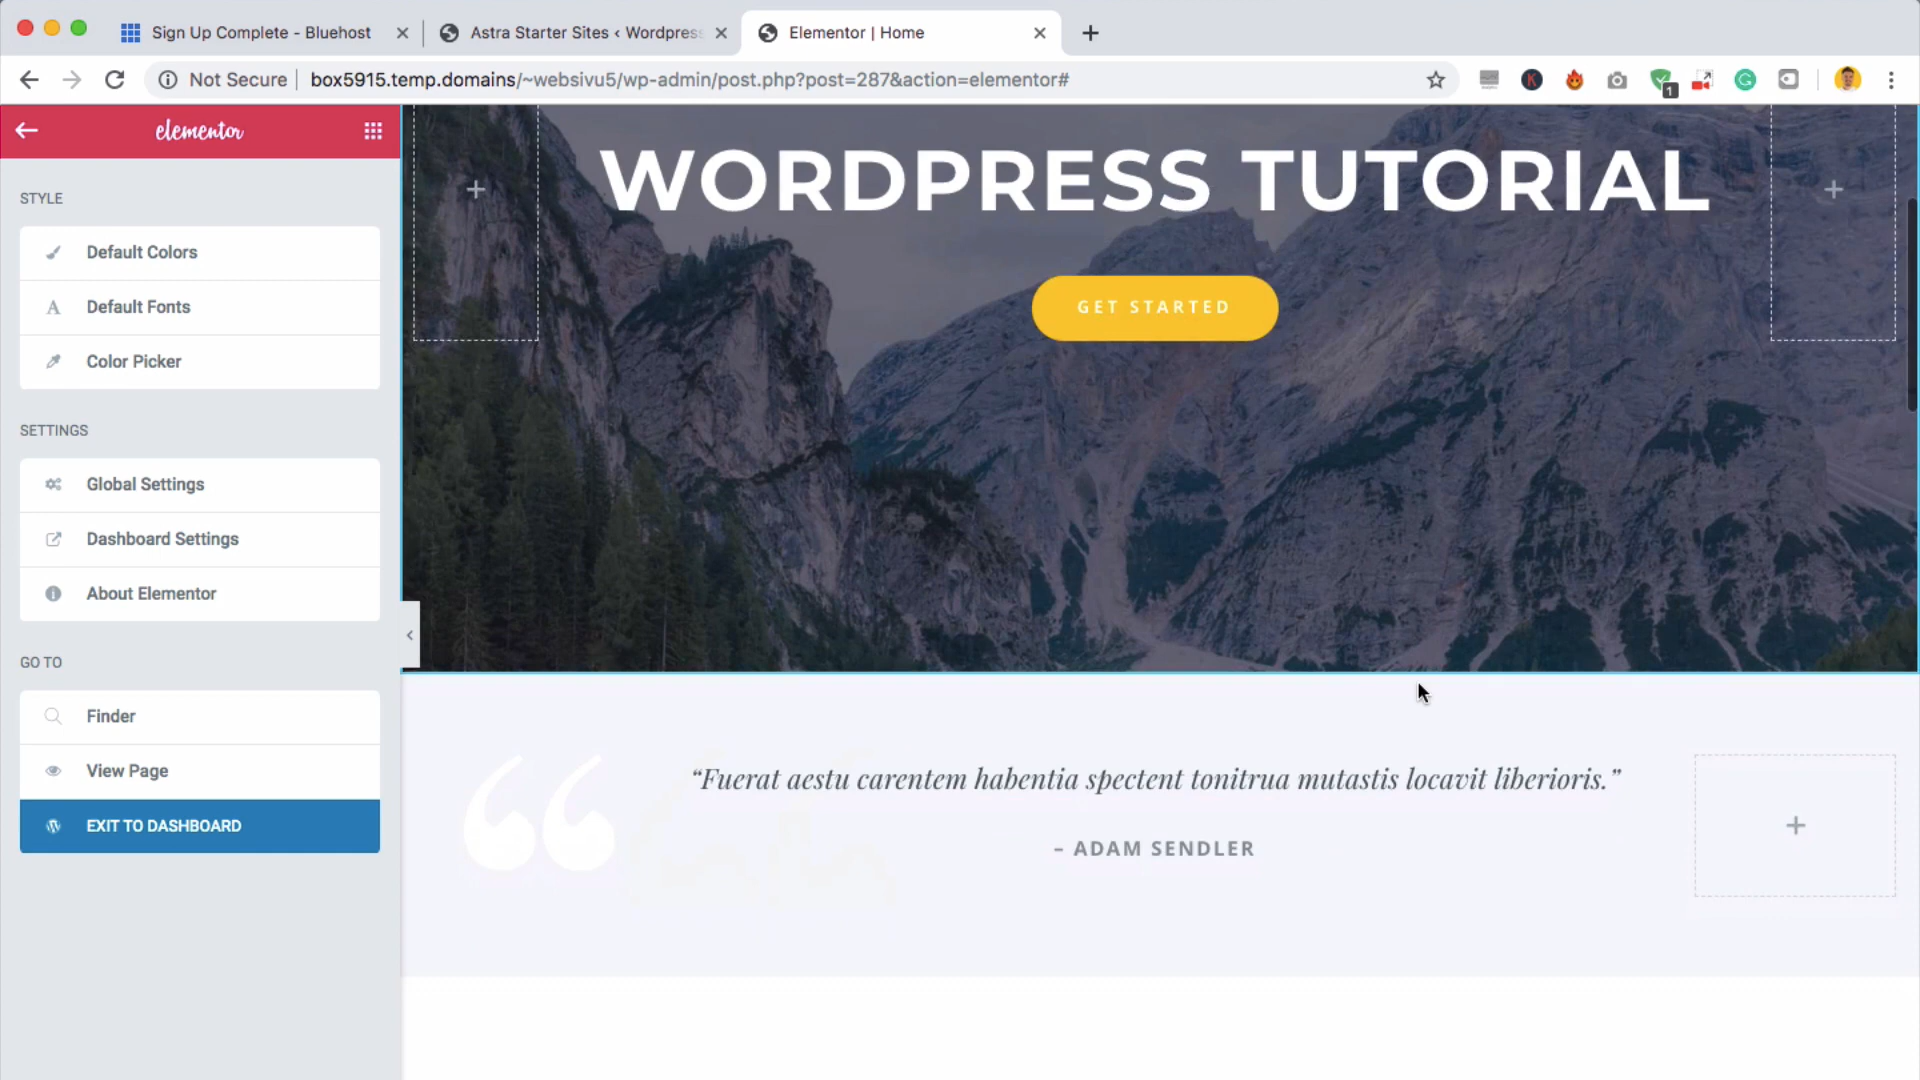 Sign Up Complete - Bluehost
Astra Starter Sites ‹ Wordpress
Elementor | Home
Not Secure
box5915.temp.domains/~websivu5/wp-admin/post.php?post=287&action=elementor#
1
elementor
STYLE
Default Colors
Default Fonts
Color Picker
SETTINGS
Global Settings
Dashboard Settings
About Elementor
GO TO
Finder
View Page
EXIT TO DASHBOARD
WORDPRESS TUTORIAL
GET STARTED
“Fuerat aestu carentem habentia spectent tonitrua mutastis locavit liberioris.”
– ADAM SENDLER